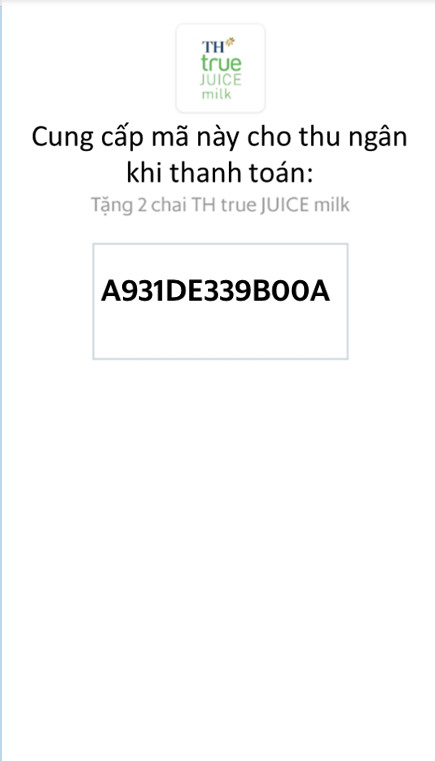 TH
true
JUICE
milk
Cung cấp mã này cho thu ngân
khi thanh toán:
Tặng 2 chai TH true JUICE milk
A931DE339B00A